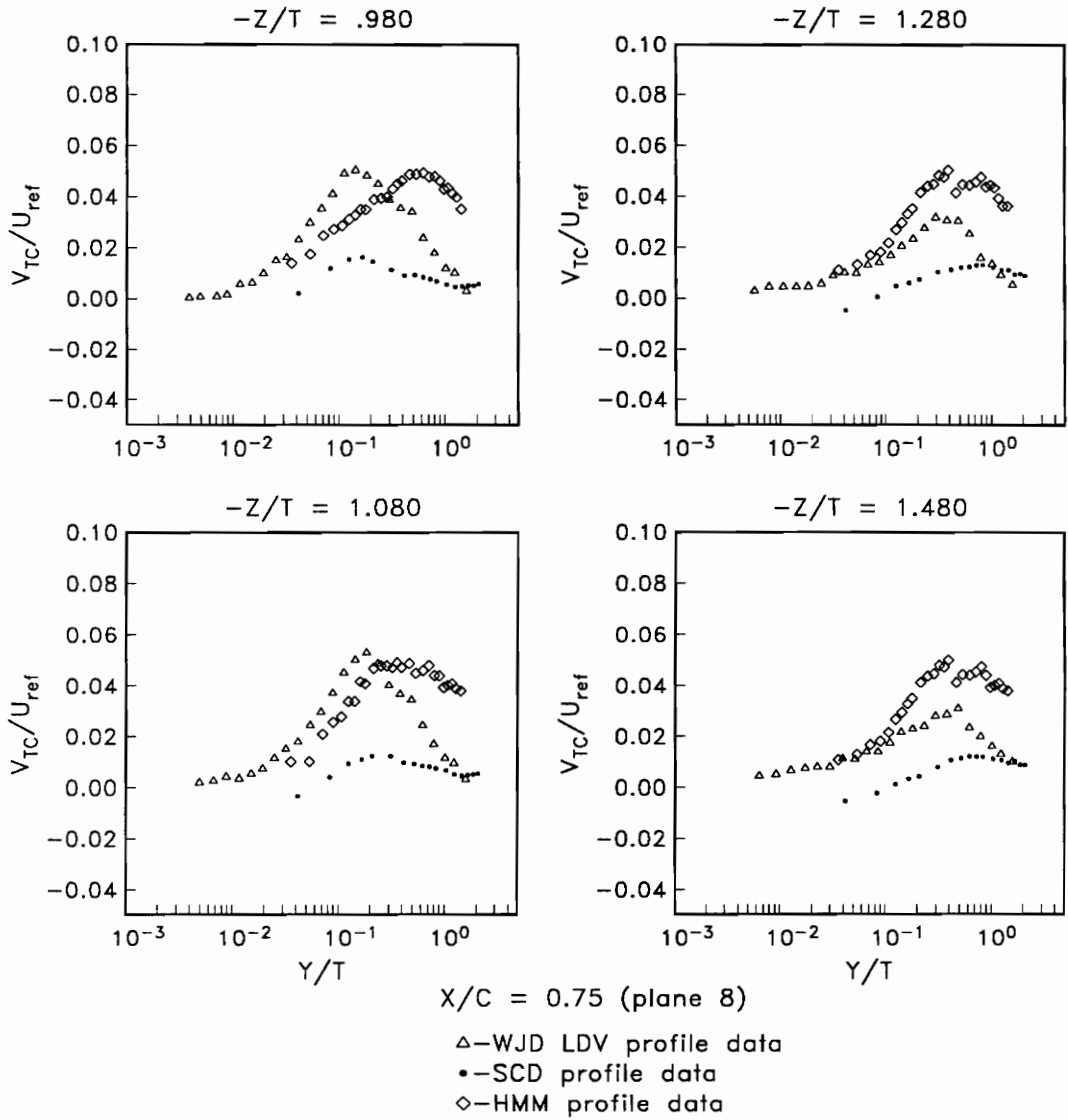 -Z/T = .980
0.10
0.08
0.06
0.04
0.02
0.00
-0.02
-0.04
V_TC/U_ref
10^-3 10^-2 10^-1 10^0
-Z/T = 1.280
0.10
0.08
0.06
0.04
0.02
0.00
-0.02
-0.04
V_TC/U_ref
10^-3 10^-2 10^-1 10^0
-Z/T = 1.080
0.10
0.08
0.06
0.04
0.02
0.00
-0.02
-0.04
V_TC/U_ref
10^-3 10^-2 10^-1 10^0
Y/T
-Z/T = 1.480
0.10
0.08
0.06
0.04
0.02
0.00
-0.02
-0.04
V_TC/U_ref
10^-3 10^-2 10^-1 10^0
Y/T
X/C = 0.75 (plane 8)
△-WJD LDV profile data
•-SCD profile data
◇-HMM profile data